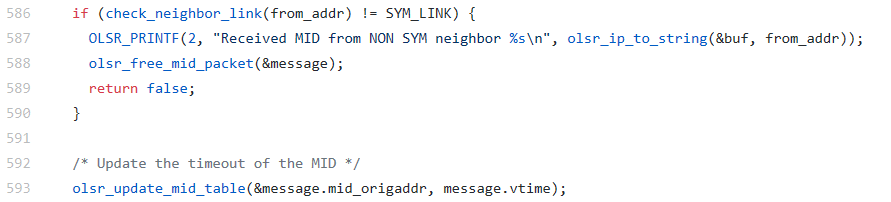 586 if (check_neighbor_link(from_addr) != SYM_LINK) {
587 OLSR_PRINTF(2, "Received MID from NON SYM neighbor %s\n", olsr_ip_to_string(&buf, from_addr));
588 olsr_free_mid_packet(&message);
589 return false;
590 }
591
592 /* Update the timeout of the MID */
593 olsr_update_mid_table(&message.mid_origaddr, message.vtime);